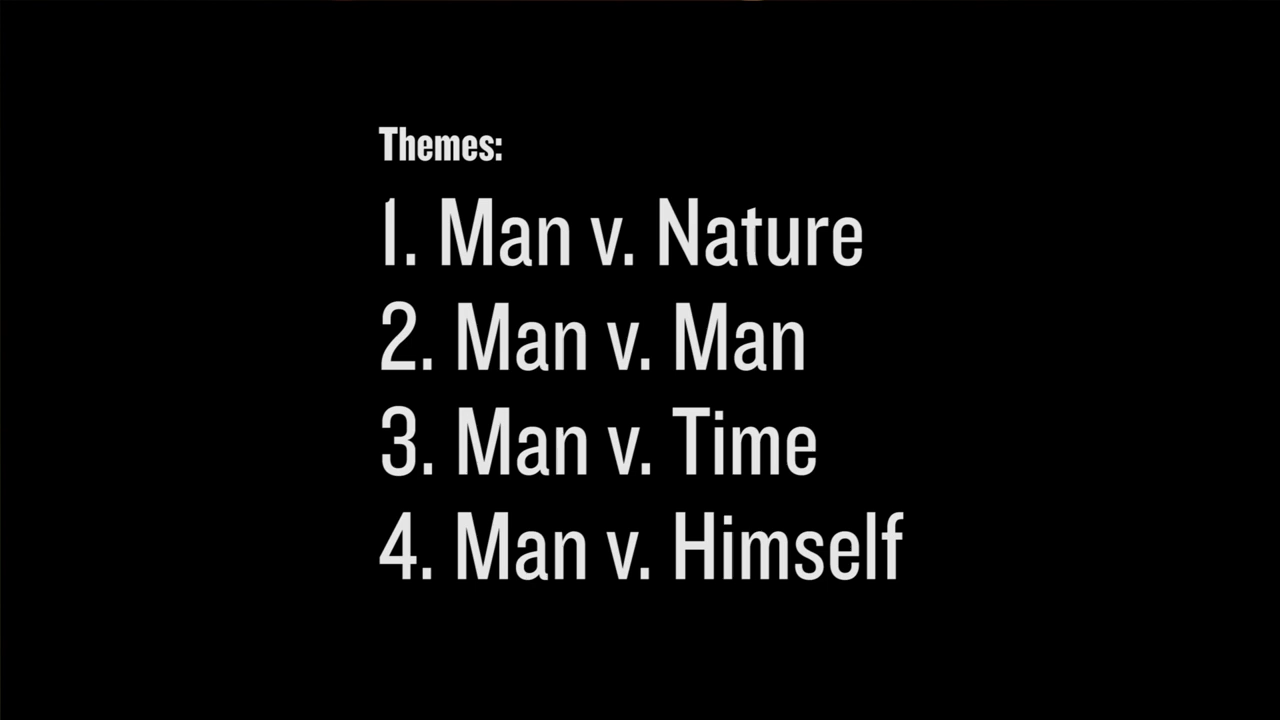 Themes:
1. Man v. Nature
2. Man v. Man
3. Man v. Time
4. Man v. Himself